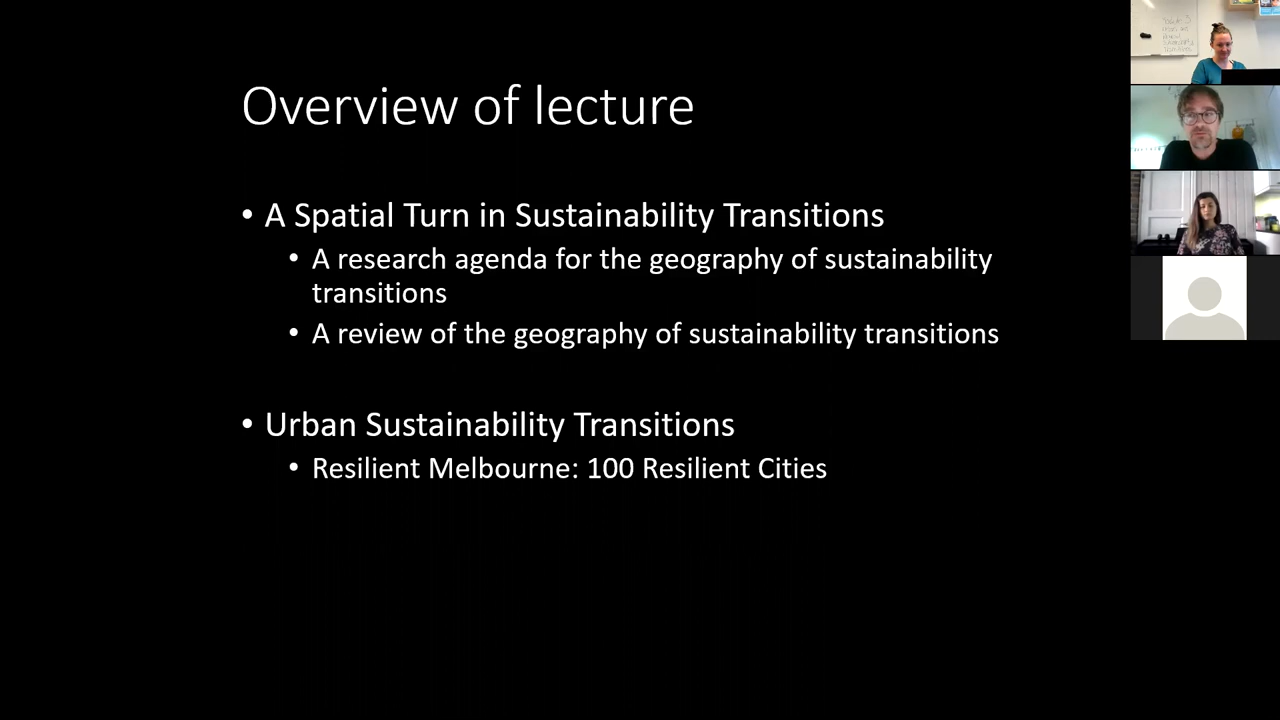 Overview of lecture
• A Spatial Turn in Sustainability Transitions
• A research agenda for the geography of sustainability
transitions
• A review of the geography of sustainability transitions
• Urban Sustainability Transitions
• Resilient Melbourne: 100 Resilient Cities